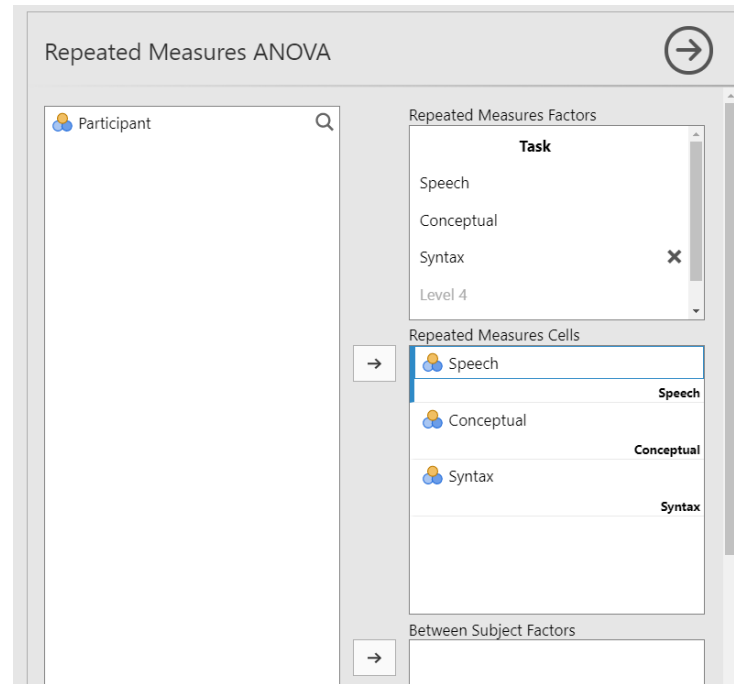 Repeated Measures ANOVA
Participant
Repeated Measures Factors
Task
Speech
Conceptual
Syntax
Level 4
Repeated Measures Cells
Speech
Speech
Conceptual
Conceptual
Syntax
Syntax
Between Subject Factors